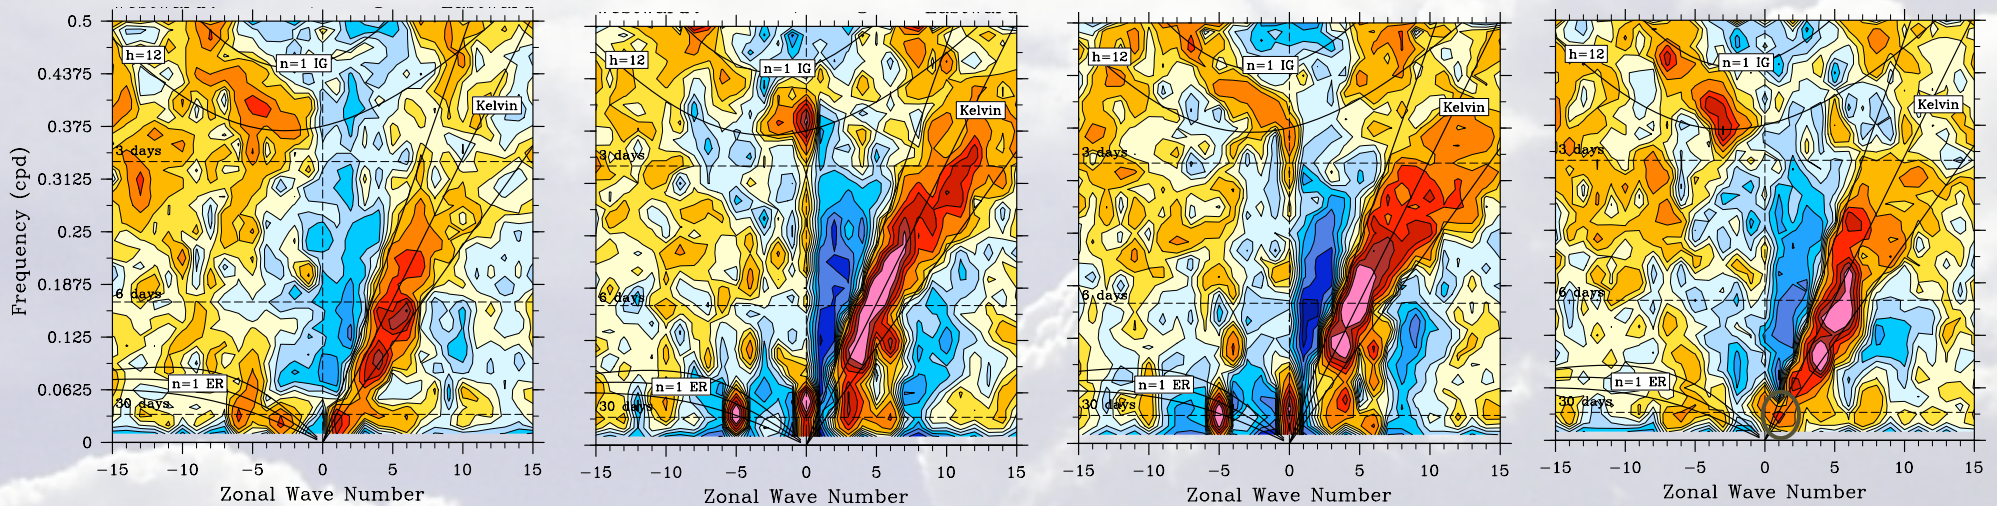 0.5
0.4375
0.375
0.3125
0.25
0.1875
0.125
0.0625
0
Frequency (cpd)
h=12
n=1 IG
Kelvin
3 days
6 days
n=1 ER
30 days
−15 −10 −5 0 5 10 15
Zonal Wave Number
h=12
n=1 IG
Kelvin
3 days
6 days
n=1 ER
30 days
−15 −10 −5 0 5 10 15
Zonal Wave Number
h=12
n=1 IG
Kelvin
3 days
6 days
n=1 ER
30 days
−15 −10 −5 0 5 10 15
Zonal Wave Number
h=12
n=1 IG
Kelvin
3 days
6 days
n=1 ER
30 days
−15 −10 −5 0 5 10 15
Zonal Wave Number